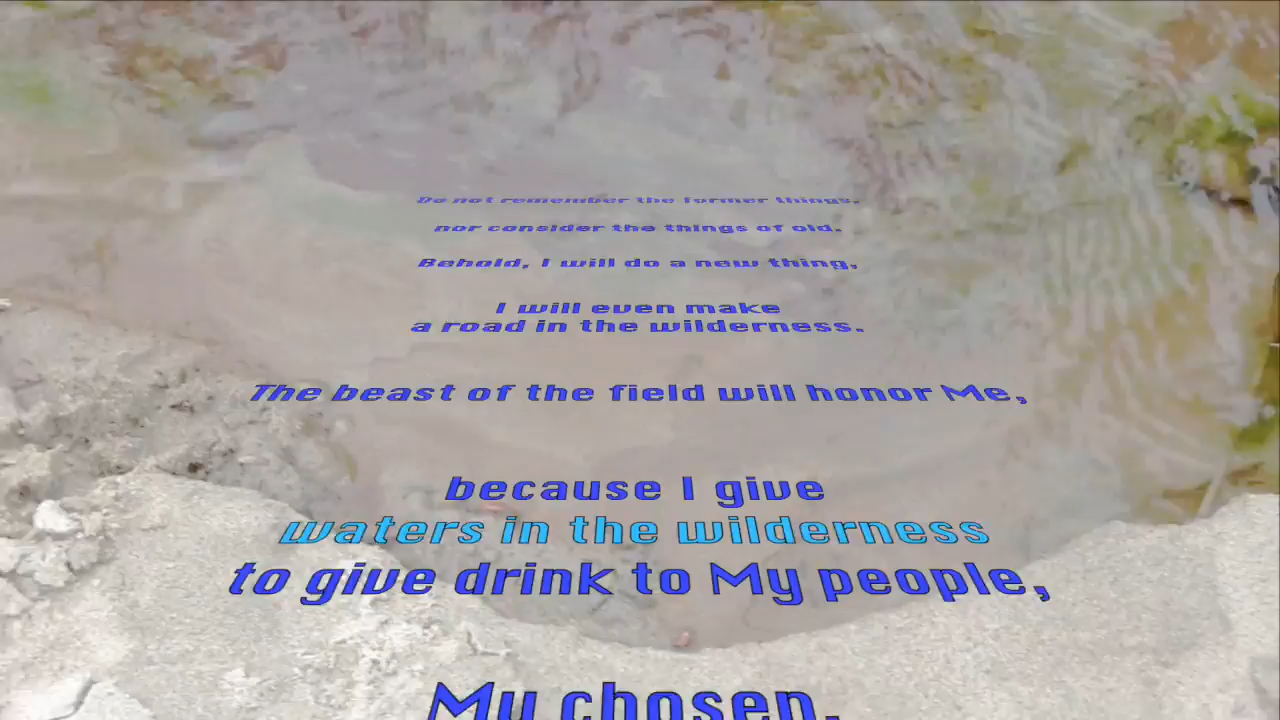 Do not remember the former things,
nor consider the things of old.
Behold, I will do a new thing,
I will even make
a road in the wilderness.
The beast of the field will honor Me,
because I give
waters in the wilderness
to give drink to My people,
My chosen.